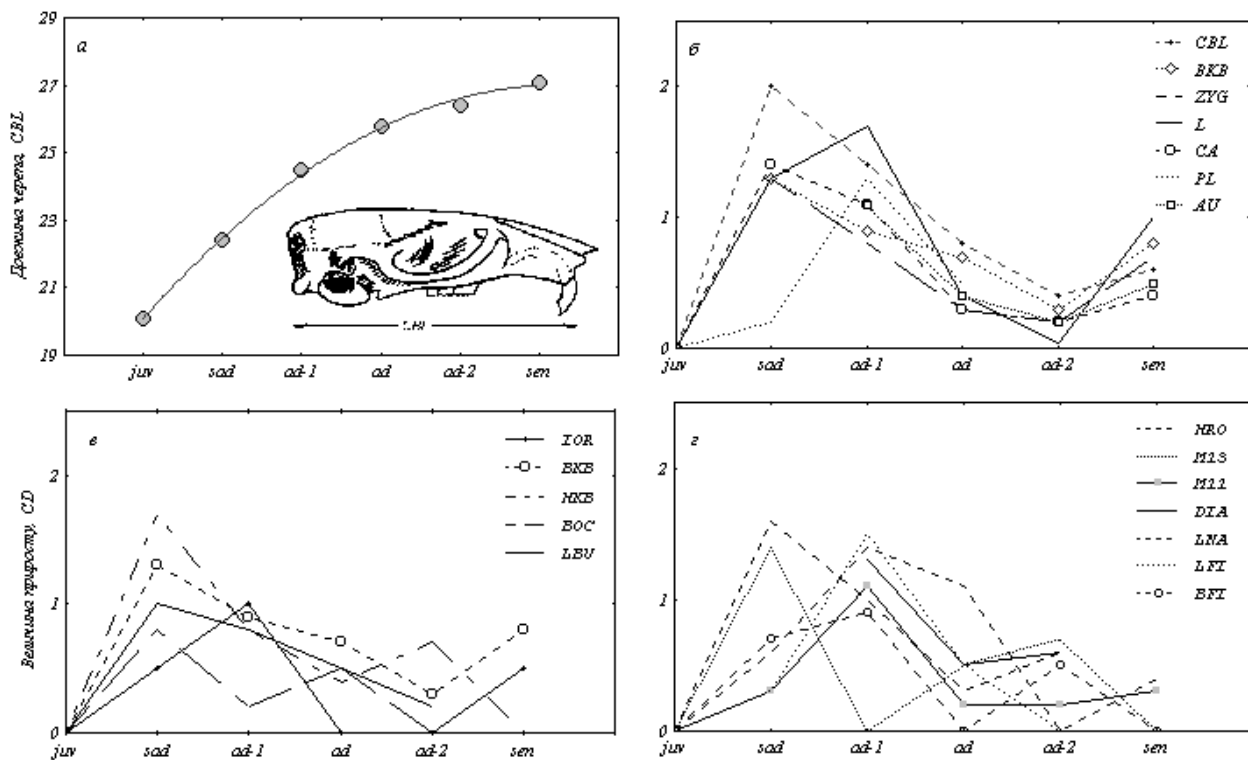 а
Довжина черепа, CBL
29
27
25
23
21
19
juv sad ad-1 ad ad-2 sen
б
2
1
0
CBL
BKB
ZYG
L
CA
PL
AU
juv sad ad-1 ad ad-2 sen
в
Величина приросту, CD
2
1
0
IOR
BKB
HKB
BOC
LBU
juv sad ad-1 ad ad-2 sen
г
2
1
0
HRO
M13
M11
DIA
LNA
LFI
BFI
juv sad ad-1 ad ad-2 sen